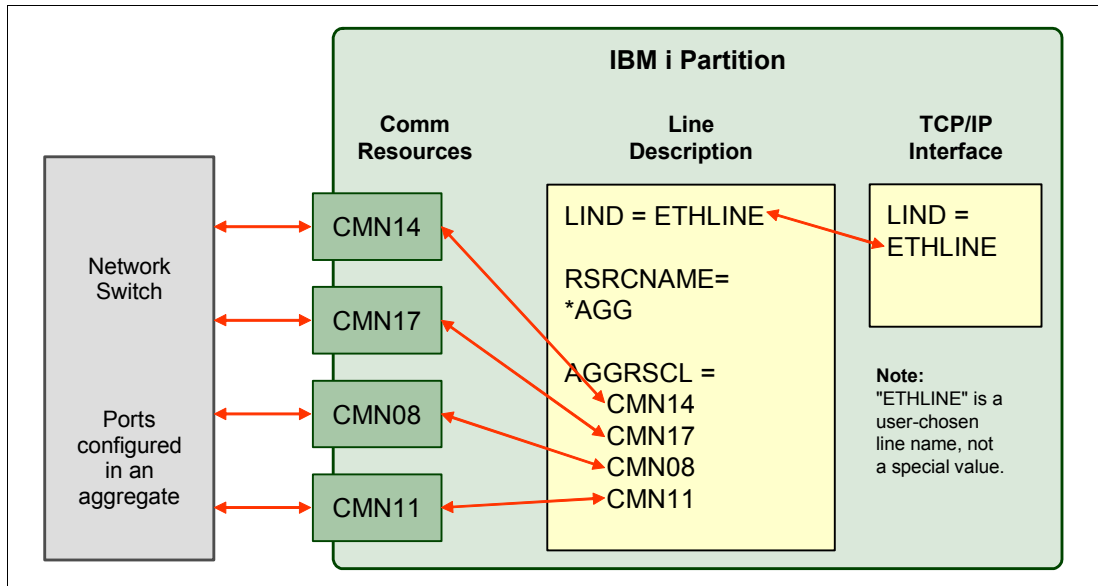 IBM i Partition
Comm
Resources
Line
Description
TCP/IP
Interface
Network
Switch
Ports
configured
in an
aggregate
CMN14
CMN17
CMN08
CMN11
LIND = ETHLINE
RSRCNAME=
*AGG
AGGRSCL =
CMN14
CMN17
CMN08
CMN11
LIND =
ETHLINE
Note:
"ETHLINE" is a
user-chosen
line name, not
a special value.